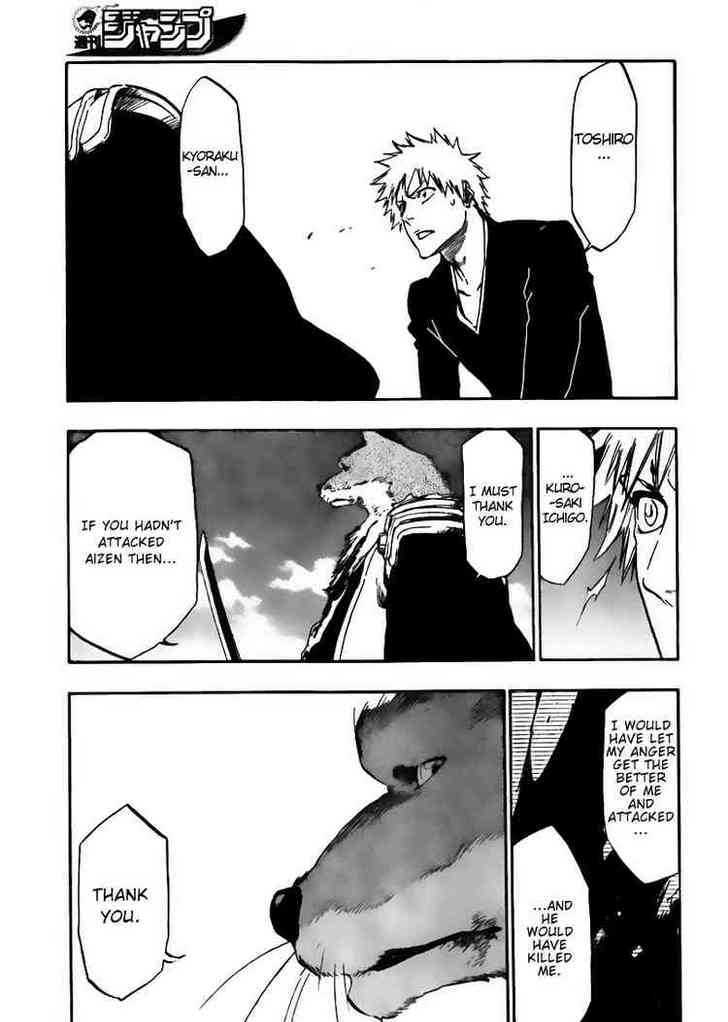 週刊
ジャンプ
TOSHIRO
...
KYORAKU
-SAN...
...
KURO-
-SAKI
ICHIGO.
I MUST
THANK
YOU.
IF YOU HADN'T
ATTACKED
AIZEN THEN...
I WOULD
HAVE LET
MY ANGER
GET THE
BETTER
OF ME
AND
ATTACKED
...
...AND
HE
WOULD
HAVE
KILLED
ME.
THANK
YOU.